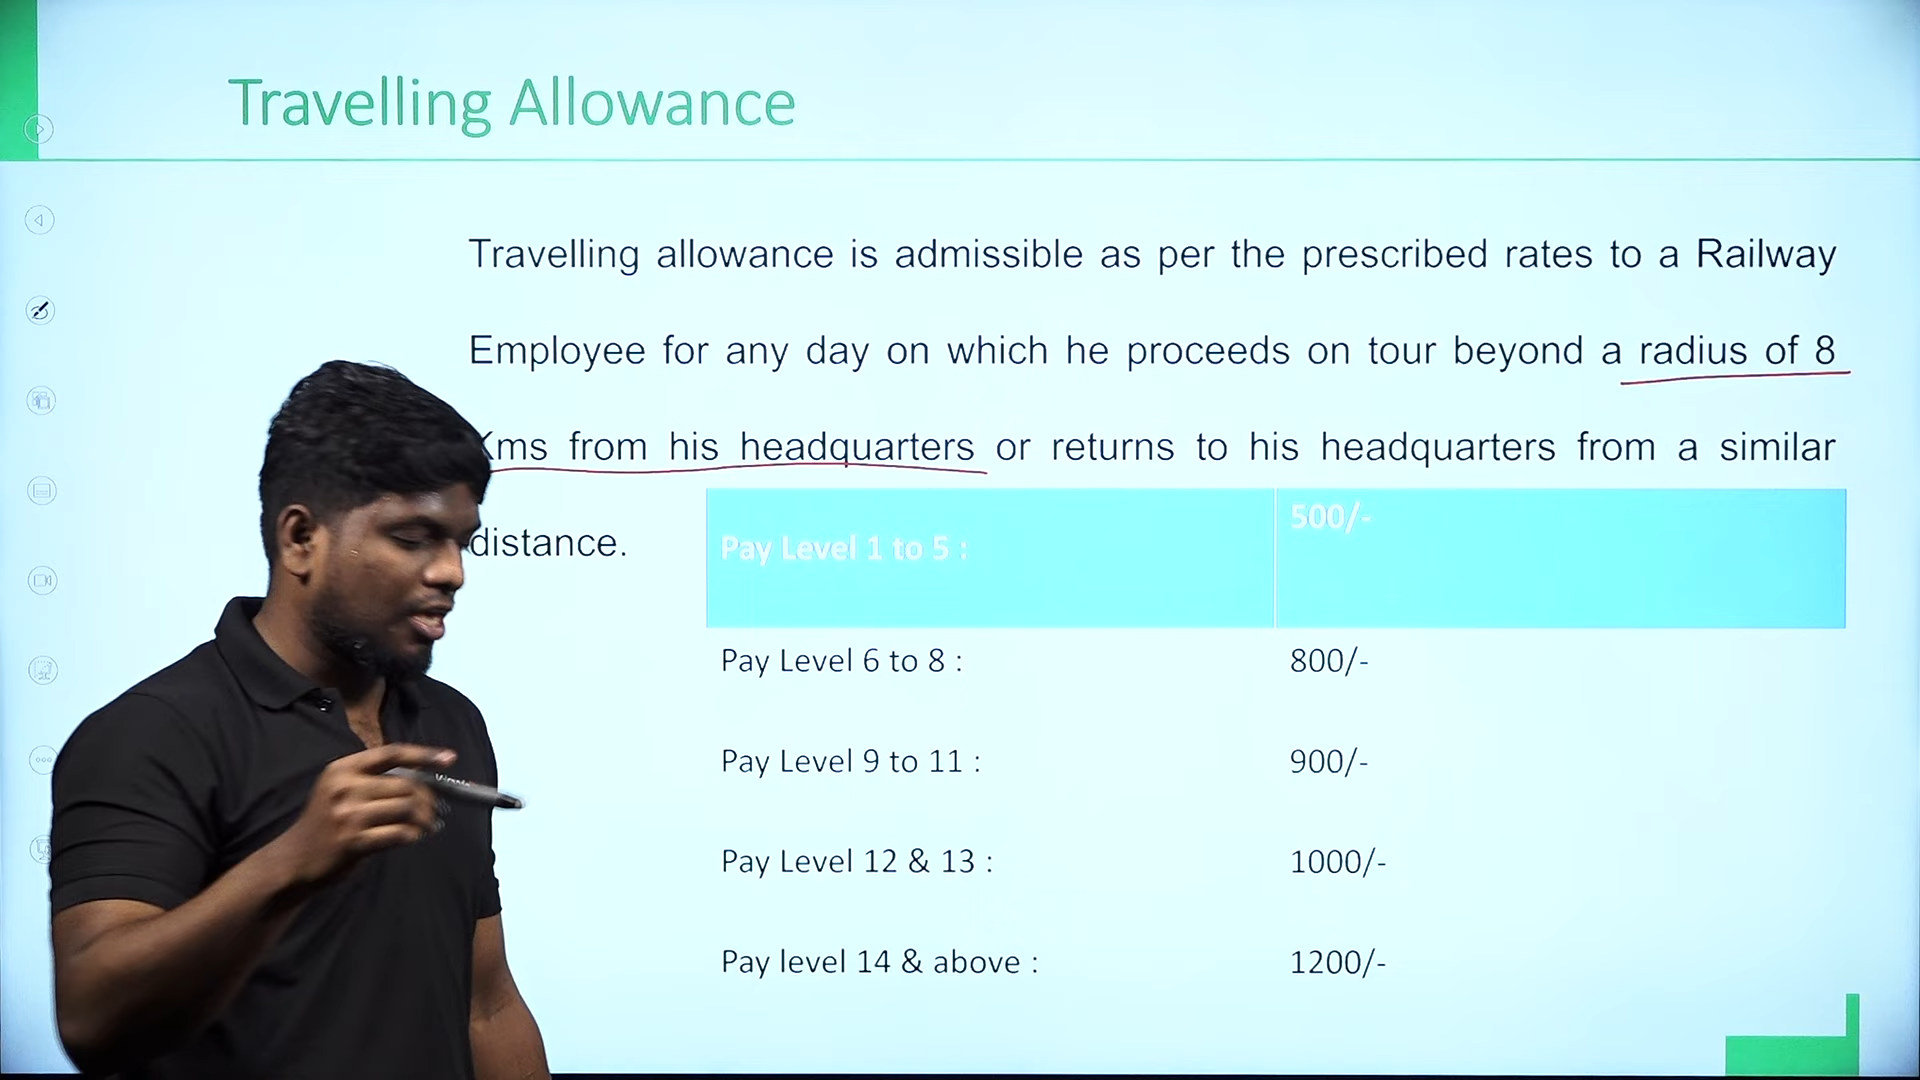 Travelling Allowance
Travelling allowance is admissible as per the prescribed rates to a Railway
Employee for any day on which he proceeds on tour beyond a radius of 8
Kms from his headquarters or returns to his headquarters from a similar
distance.
Pay Level 1 to 5 : 500/-
Pay Level 6 to 8 : 800/-
Pay Level 9 to 11 : 900/-
Pay Level 12 & 13 : 1000/-
Pay level 14 & above : 1200/-